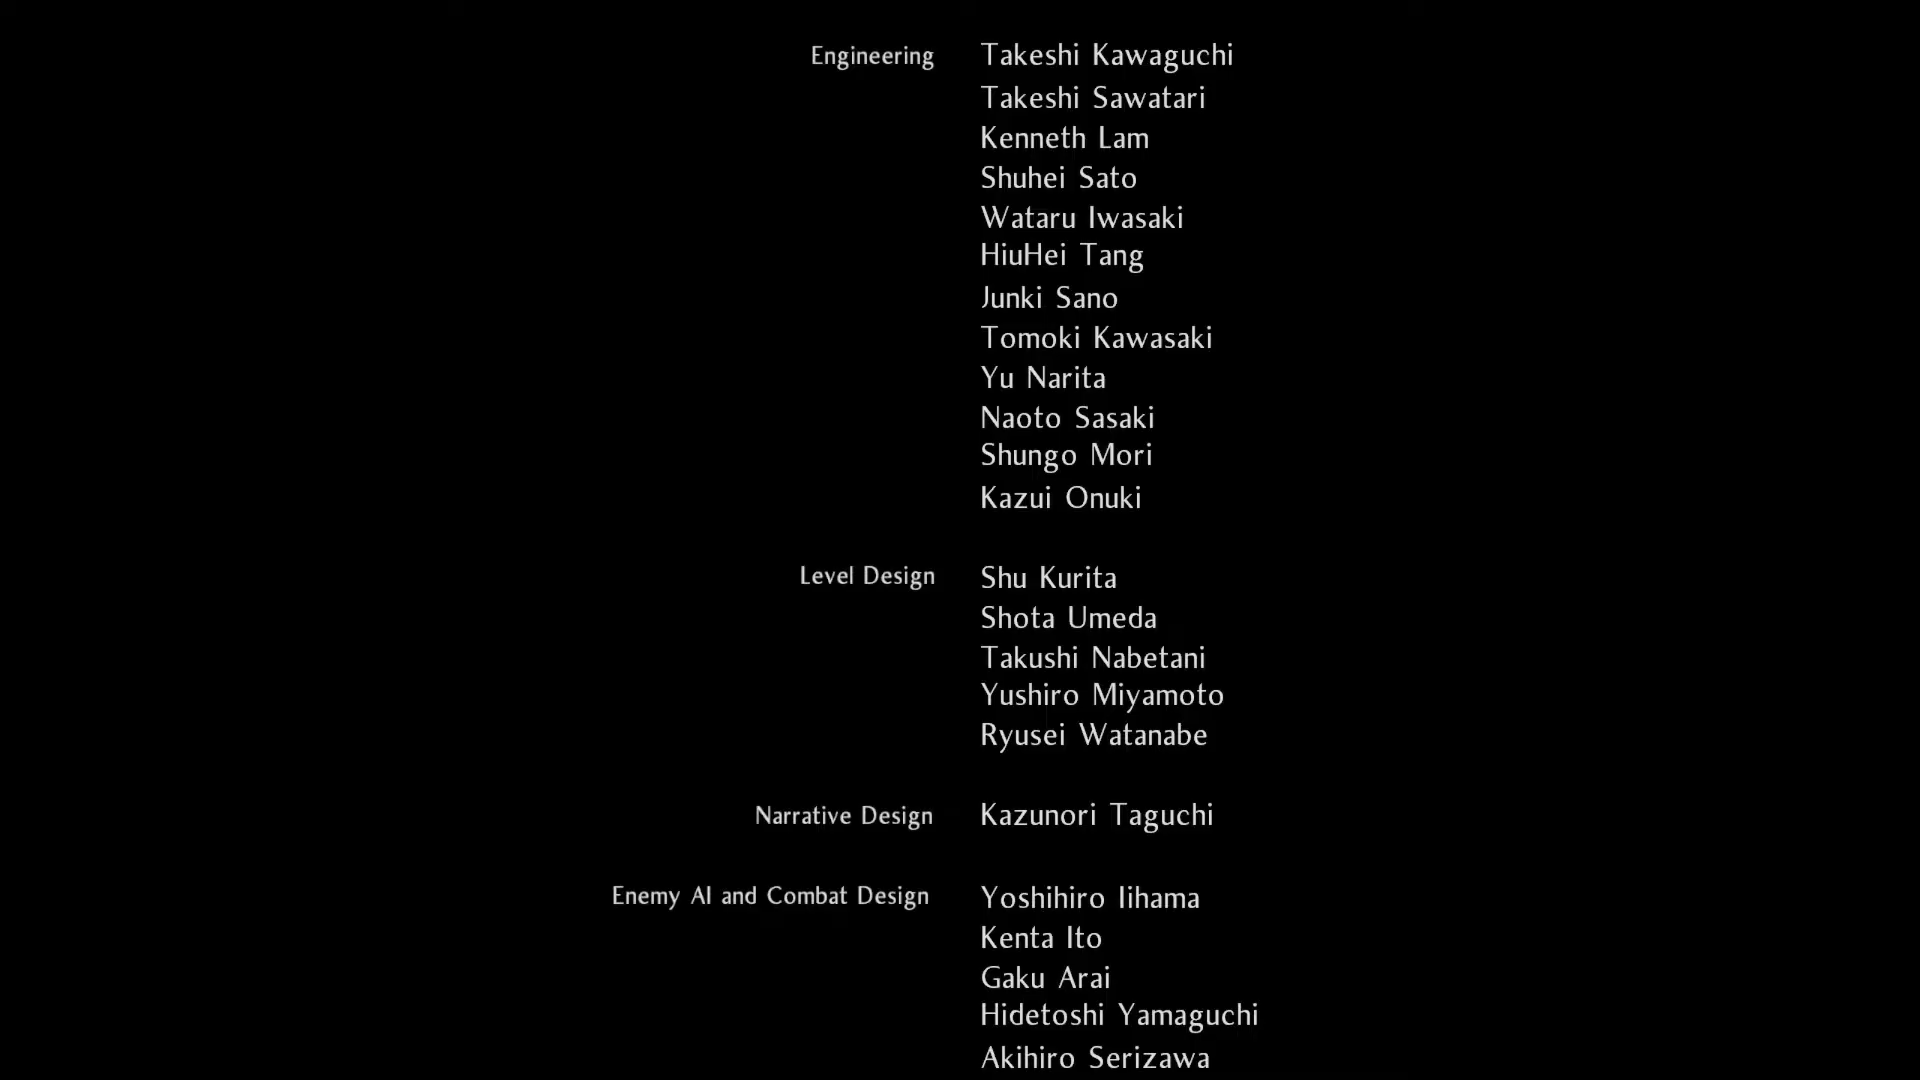 Engineering Takeshi Kawaguchi
Takeshi Sawatari
Kenneth Lam
Shuhei Sato
Wataru Iwasaki
HiuHei Tang
Junki Sano
Tomoki Kawasaki
Yu Narita
Naoto Sasaki
Shungo Mori
Kazui Onuki
Level Design Shu Kurita
Shota Umeda
Takushi Nabetani
Yushiro Miyamoto
Ryusei Watanabe
Narrative Design Kazunori Taguchi
Enemy AI and Combat Design Yoshihiro Iihama
Kenta Ito
Gaku Arai
Hidetoshi Yamaguchi
Akihiro Serizawa